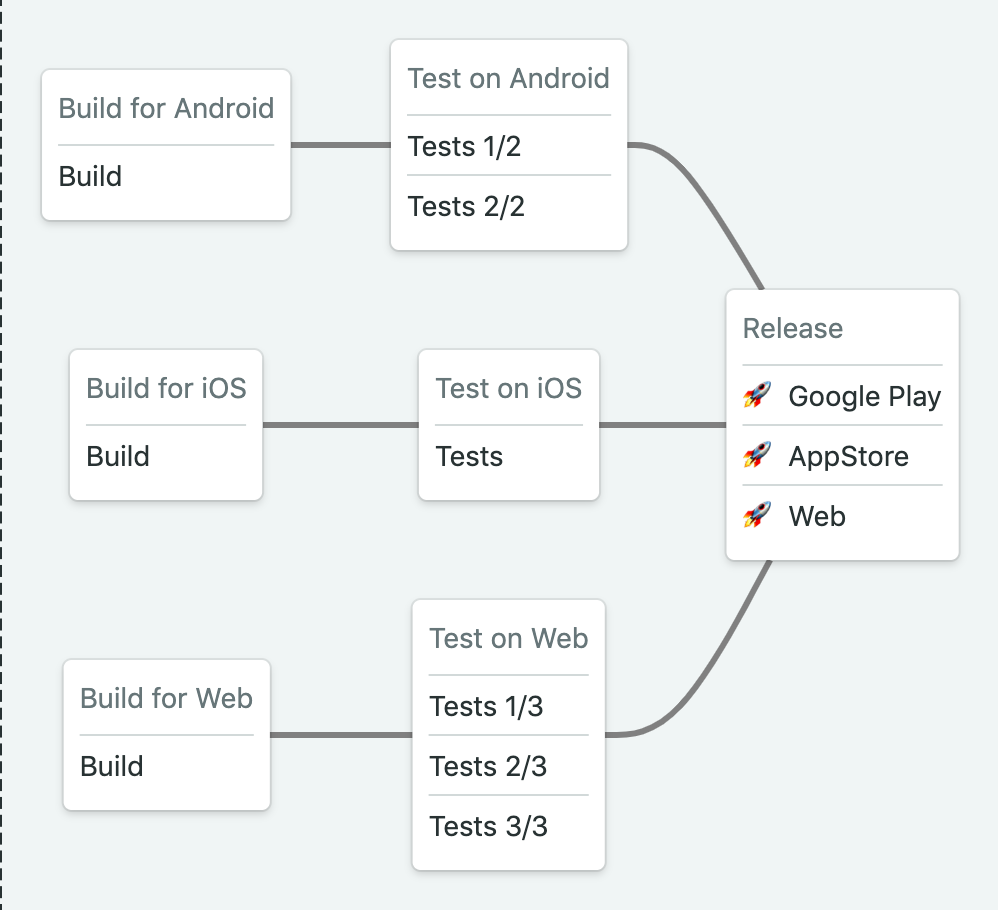 Build for Android
Build
Test on Android
Tests 1/2
Tests 2/2
Build for iOS
Build
Test on iOS
Tests
Build for Web
Build
Test on Web
Tests 1/3
Tests 2/3
Tests 3/3
Release
🚀 Google Play
🚀 AppStore
🚀 Web